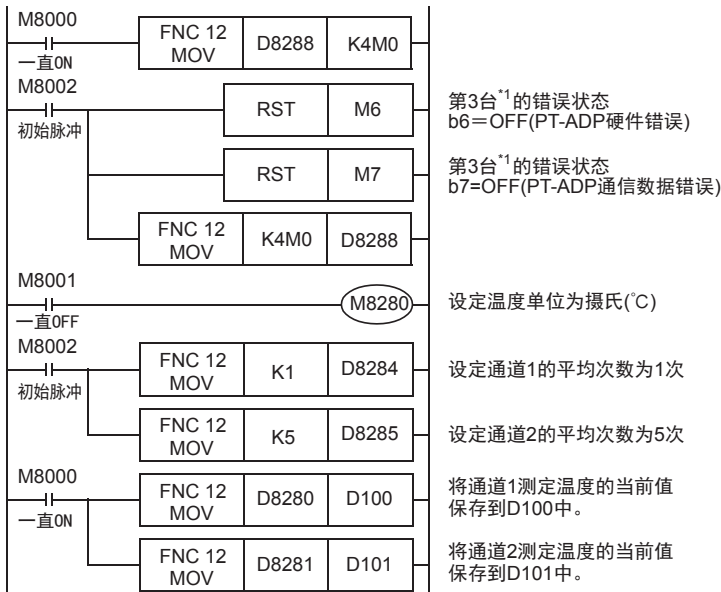 M8000
FNC 12
MOV
D8288
K4M0
一直ON
M8002
RST
M6
第3台*1的错误状态
b6＝OFF(PT-ADP硬件错误)
初始脉冲
RST
M7
第3台*1的错误状态
b7=OFF(PT-ADP通信数据错误)
FNC 12
MOV
K4M0
D8288
M8001
M8280
设定温度单位为摄氏(℃)
一直OFF
M8002
FNC 12
MOV
K1
D8284
设定通道1的平均次数为1次
初始脉冲
FNC 12
MOV
K5
D8285
设定通道2的平均次数为5次
M8000
FNC 12
MOV
D8280
D100
将通道1测定温度的当前值
保存到D100中。
一直ON
FNC 12
MOV
D8281
D101
将通道2测定温度的当前值
保存到D101中。